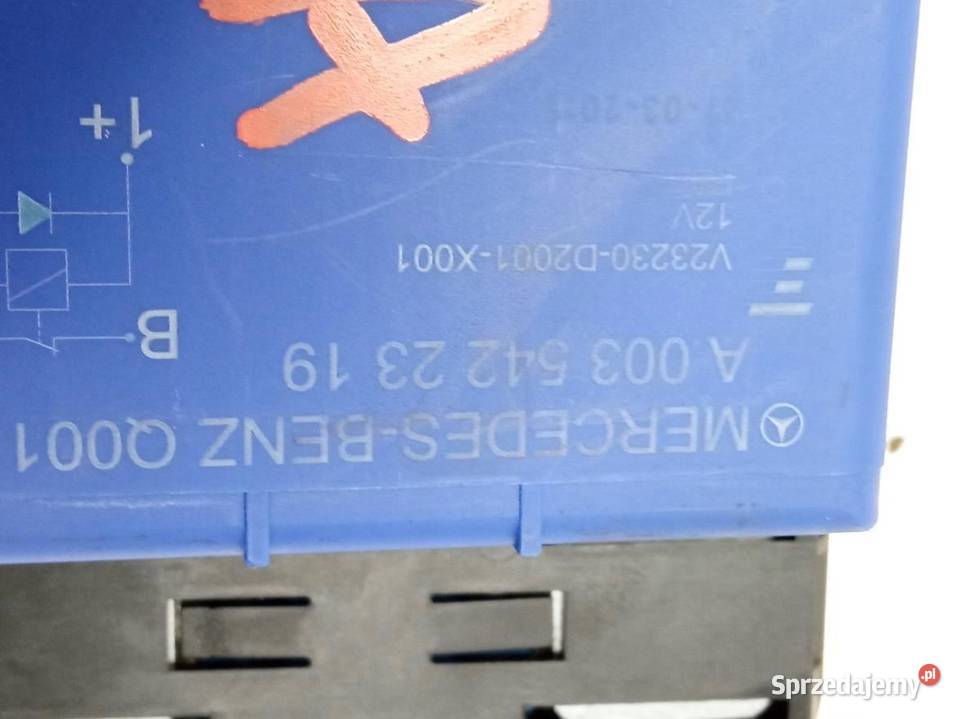 MERCEDES-BENZ Q001
A 003 542 23 19
V23230-D2001-X001
12V
B
1+
Sprzedajemy.pl